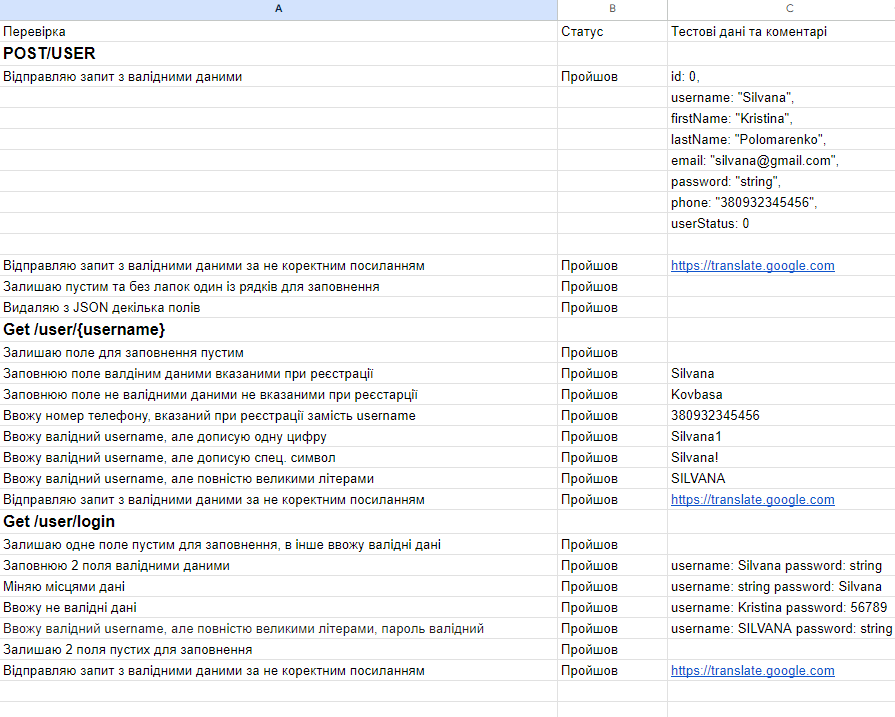 A B C
Перевірка Статус Тестові дані та коментарі
POST/USER
Відправляю запит з валідними даними Пройшов id: 0,
username: "Silvana",
firstName: "Kristina",
lastName: "Polomarenko",
email: "silvana@gmail.com",
password: "string",
phone: "380932345456",
userStatus: 0
Відправляю запит з валідними даними за не коректним посиланням Пройшов https://translate.google.com
Залишаю пустим та без лапок один із рядків для заповнення Пройшов
Видаляю з JSON декілька полів Пройшов
Get /user/{username}
Залишаю поле для заповнення пустим Пройшов
Заповнюю поле валдіним даними вказаними при реєстрації Пройшов Silvana
Заповнюю поле не валідними даними не вказаними при реєстарції Пройшов Kovbasa
Ввожу номер телефону, вказаний при реєстрації замість username Пройшов 380932345456
Ввожу валідний username, але дописую одну цифру Пройшов Silvana1
Ввожу валідний username, але дописую спец. символ Пройшов Silvana!
Ввожу валідний username, але повністю великими літерами Пройшов SILVANA
Відправляю запит з валідними даними за не коректним посиланням Пройшов https://translate.google.com
Get /user/login
Залишаю одне поле пустим для заповнення, в інше ввожу валідні дані Пройшов
Заповнюю 2 поля валідними даними Пройшов username: Silvana password: string
Міняю місцями дані Пройшов username: string password: Silvana
Ввожу не валідні дані Пройшов username: Kristina password: 56789
Ввожу валідний username, але повністю великими літерами, пароль валідний Пройшов username: SILVANA password: string
Залишаю 2 поля пустих для заповнення Пройшов
Відправляю запит з валідними даними за не коректним посиланням Пройшов https://translate.google.com